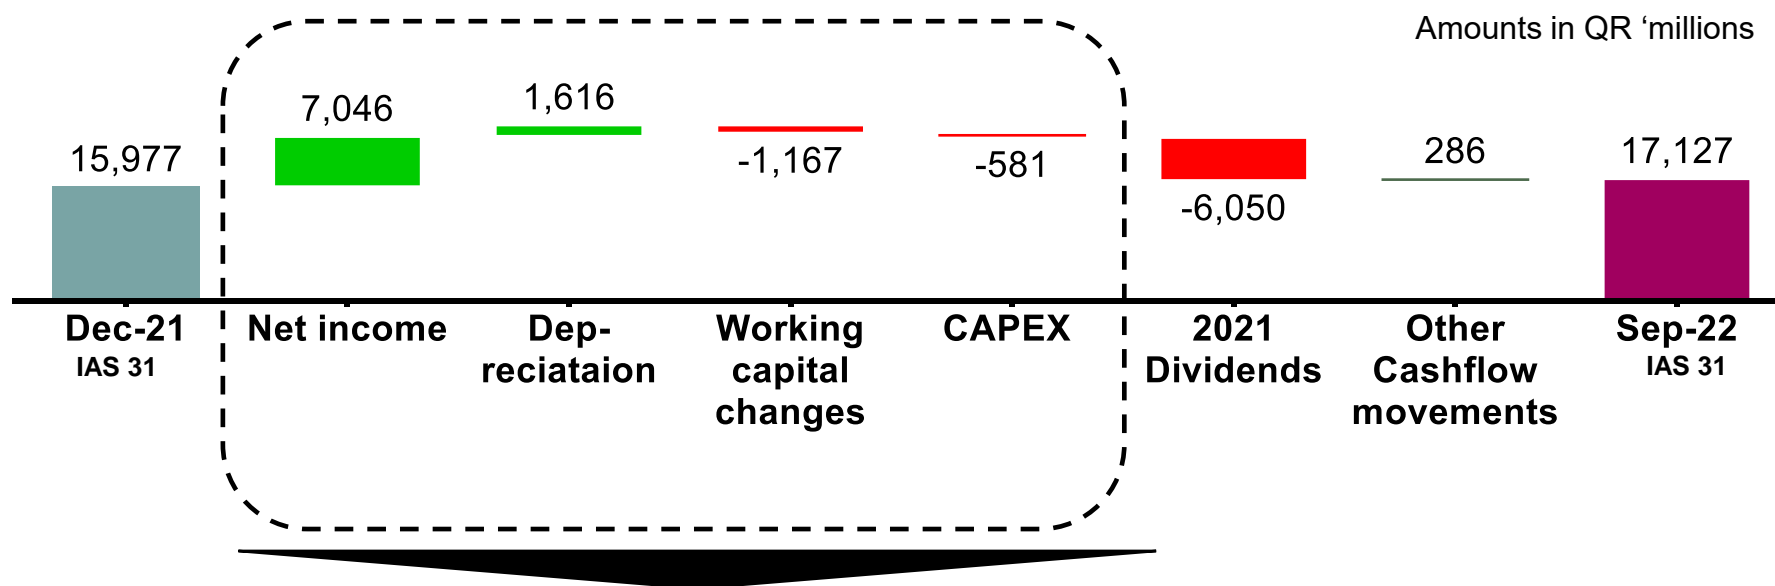 Amounts in QR ‘millions
15,977
7,046
1,616
-1,167
-581
-6,050
286
17,127
Dec-21
IAS 31
Net income
Dep-
reciataion
Working
capital
changes
CAPEX
2021
Dividends
Other
Cashflow
movements
Sep-22
IAS 31